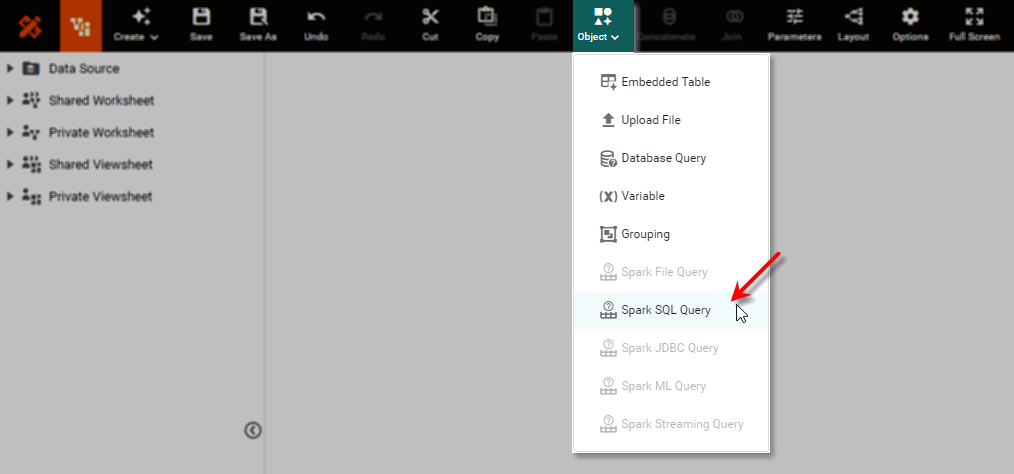 Create
Save
Save As
Undo
Redo
Cut
Copy
Paste
Object
Concatenate
Join
Parameters
Layout
Options
Full Screen
Data Source
Shared Worksheet
Private Worksheet
Shared Viewsheet
Private Viewsheet
Embedded Table
Upload File
Database Query
(X) Variable
Grouping
Spark File Query
Spark SQL Query
Spark JDBC Query
Spark ML Query
Spark Streaming Query